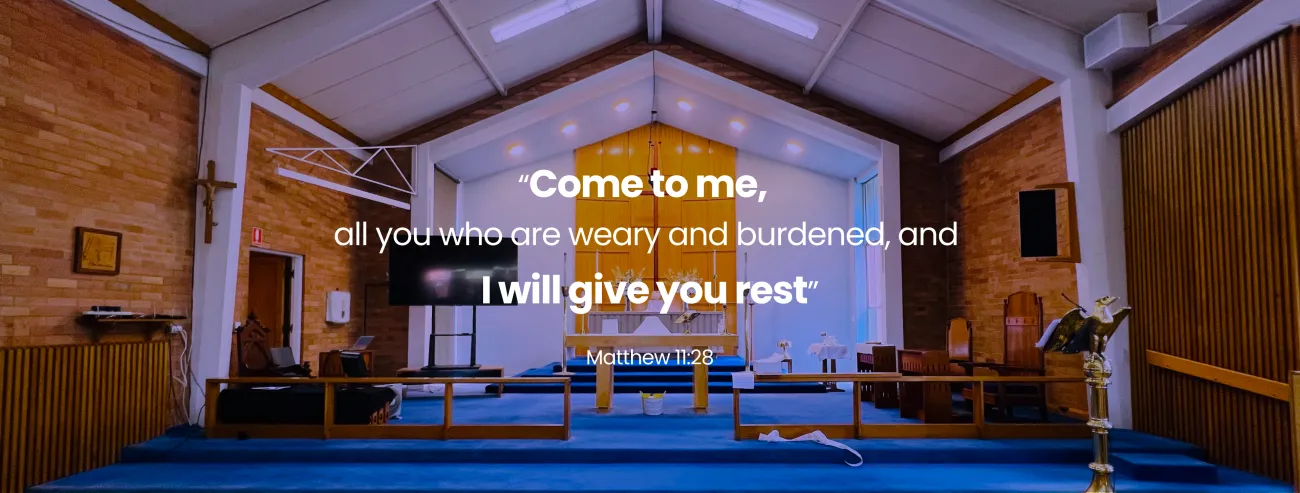 “Come to me,
all you who are weary and burdened, and
I will give you rest”
Matthew 11:28